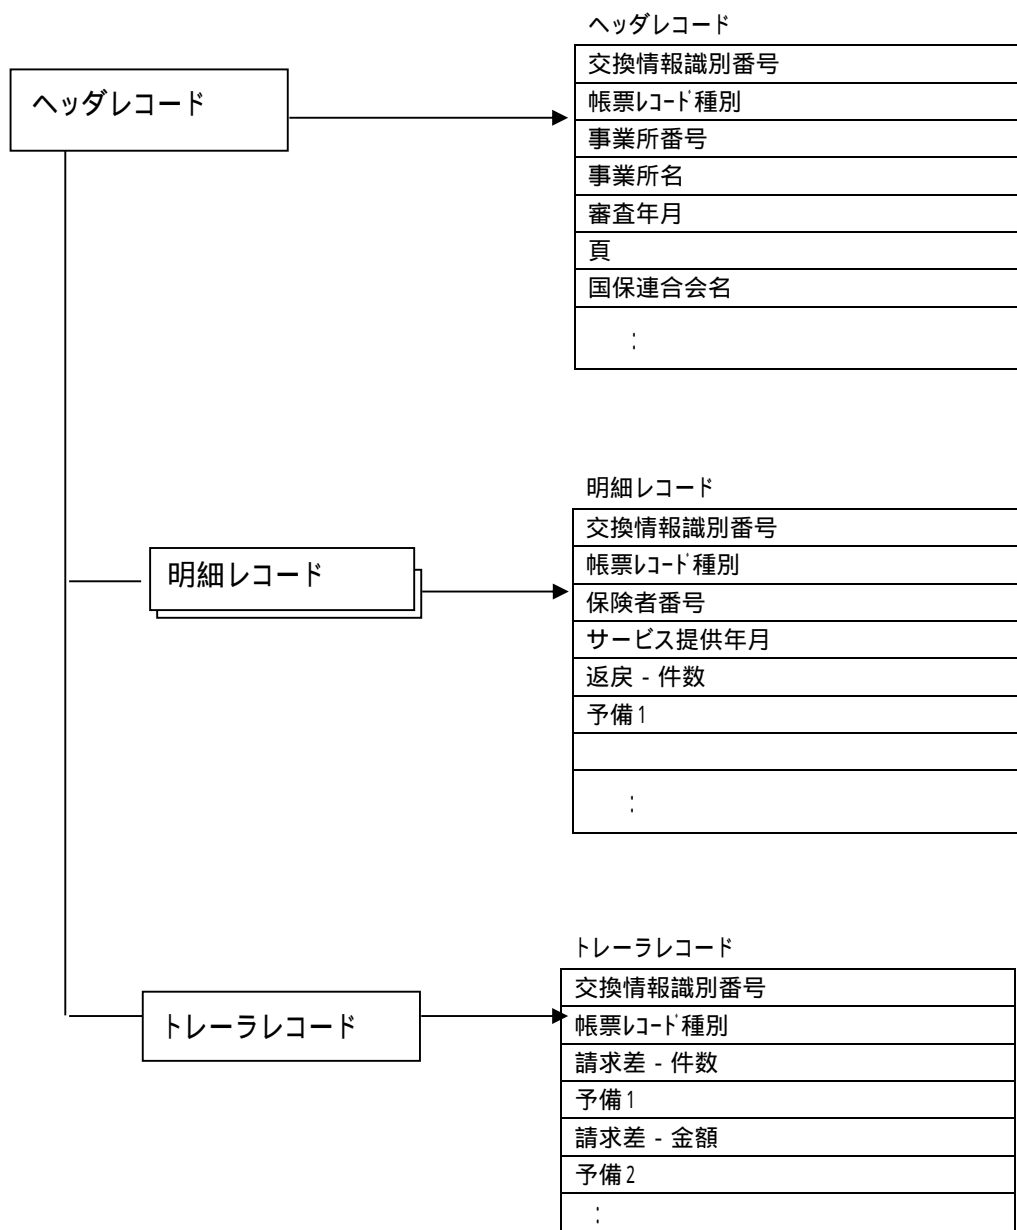 ヘッダレコード
ヘッダレコード
交換情報識別番号
帳票ﾚｺｰﾄﾞ種別
事業所番号
事業所名
審査年月
頁
国保連合会名
：
明細レコード
明細レコード
交換情報識別番号
帳票ﾚｺｰﾄﾞ種別
保険者番号
サービス提供年月
返戻 - 件数
予備1
：
トレーラレコード
トレーラレコード
交換情報識別番号
帳票ﾚｺｰﾄﾞ種別
請求差 - 件数
予備1
請求差 - 金額
予備2
：